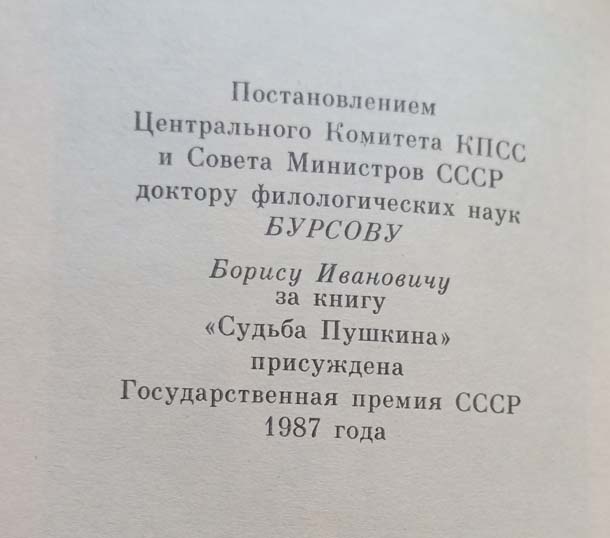 Постановлением
Центрального Комитета КПСС
и Совета Министров СССР
доктору филологических наук
БУРСОВУ
Борису Ивановичу
за книгу
«Судьба Пушкина»
присуждена
Государственная премия СССР
1987 года